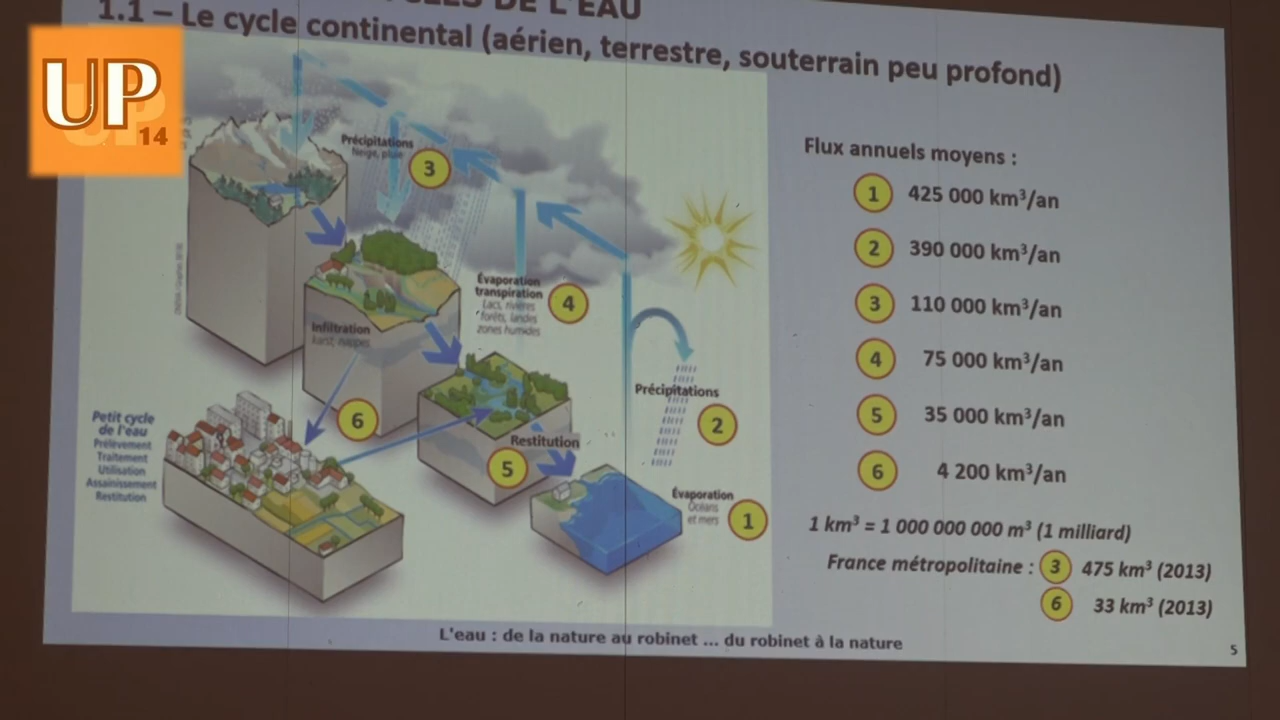 DE L'EAU
1.1 – Le cycle continental (aérien, terrestre, souterrain peu profond)
UP
14
Précipitations
Neige, pluie
3
Évaporation
transpiration
Lacs, rivières
forêts, landes
zones humides
4
Infiltration
karst, nappes
6
Précipitations
2
Restitution
5
Évaporation
Océans
et mers
1
Petit cycle
de l'eau
Prélèvement
Traitement
Utilisation
Assainissement
Restitution
Flux annuels moyens :
1 425 000 km³/an
2 390 000 km³/an
3 110 000 km³/an
4 75 000 km³/an
5 35 000 km³/an
6 4 200 km³/an
1 km³ = 1 000 000 000 m³ (1 milliard)
France métropolitaine : 3 475 km³ (2013)
6 33 km³ (2013)
L'eau : de la nature au robinet ... du robinet à la nature
5